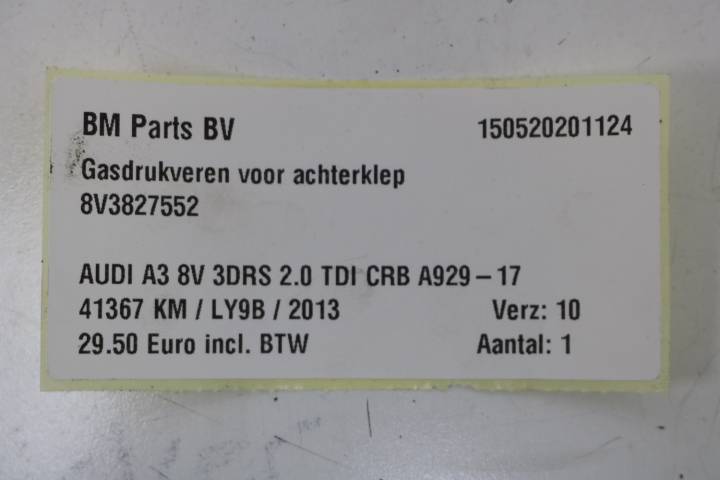 BM Parts BV 150520201124
Gasdrukveren voor achterklep
8V3827552
AUDI A3 8V 3DRS 2.0 TDI CRB A929 – 17
41367 KM / LY9B / 2013 Verz: 10
29.50 Euro incl. BTW Aantal: 1